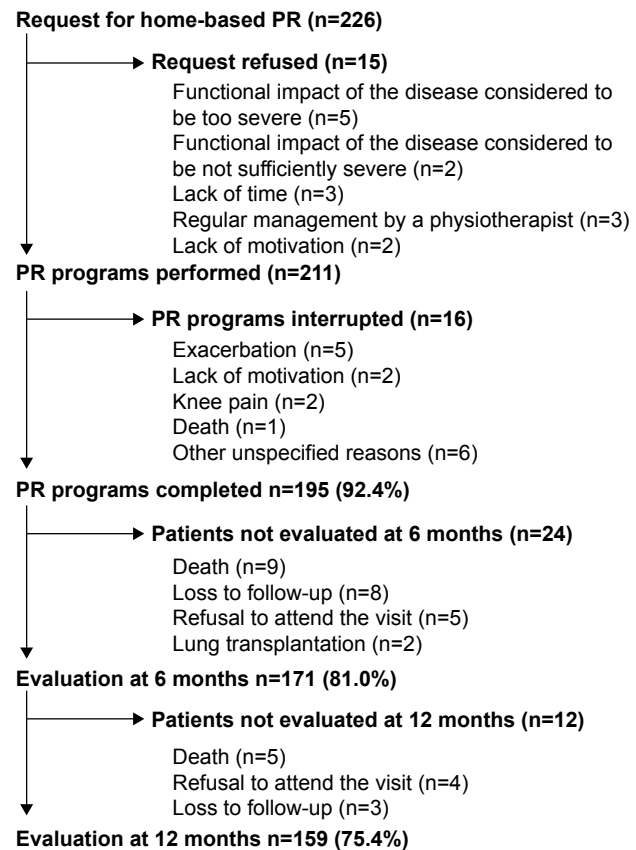 Request for home-based PR (n=226)
Request refused (n=15)
Functional impact of the disease considered to
be too severe (n=5)
Functional impact of the disease considered to
be not sufficiently severe (n=2)
Lack of time (n=3)
Regular management by a physiotherapist (n=3)
Lack of motivation (n=2)
PR programs performed (n=211)
PR programs interrupted (n=16)
Exacerbation (n=5)
Lack of motivation (n=2)
Knee pain (n=2)
Death (n=1)
Other unspecified reasons (n=6)
PR programs completed n=195 (92.4%)
Patients not evaluated at 6 months (n=24)
Death (n=9)
Loss to follow-up (n=8)
Refusal to attend the visit (n=5)
Lung transplantation (n=2)
Evaluation at 6 months n=171 (81.0%)
Patients not evaluated at 12 months (n=12)
Death (n=5)
Refusal to attend the visit (n=4)
Loss to follow-up (n=3)
Evaluation at 12 months n=159 (75.4%)